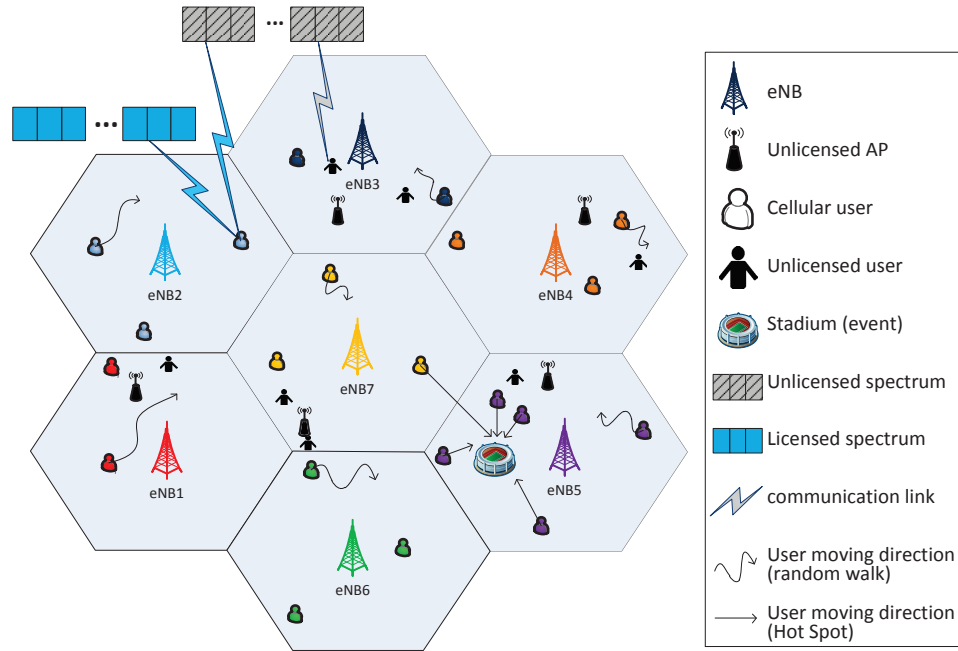 ...
...
eNB3
eNB2
eNB4
eNB7
eNB1
eNB5
eNB6
eNB
Unlicensed AP
Cellular user
Unlicensed user
Stadium (event)
Unlicensed spectrum
Licensed spectrum
communication link
User moving direction
(random walk)
User moving direction
(Hot Spot)